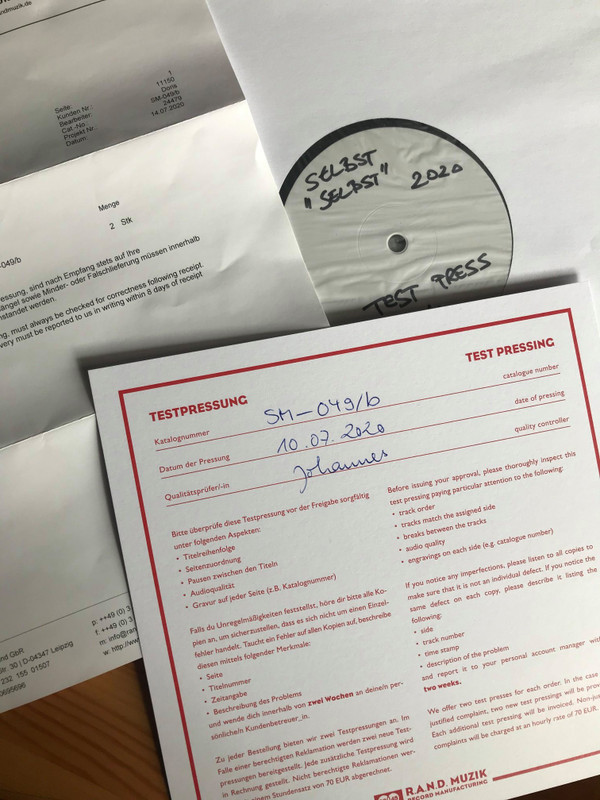 ndmuzik.de
Seite: 1
Kunden Nr.: 11150
Bearbeiter: Doris
Cat.-No.: SM-049/b
Projekt Nr.: 24479
Datum: 14.07.2020
Menge
2 Stk
-049/b
essung, sind nach Empfang stets auf Ihre
ängel sowie Minder- oder Falschlieferung müssen innerhalb
nstandet werden.
ng, must always be checked for correctness following receipt.
very must be reported to us in writing within 8 days of receipt
nd GbR
Str. 30 | D-04347 Leipzig
232 155 01507
0695696
p: ++49 (0) 3
f: ++49 (0) 3
m: info@ran
w: http://www
SELBST
"SELBST" 2020
TEST PRESS
TESTPRESSUNG
TEST PRESSING
Katalognummer SM-049/b catalogue number
Datum der Pressung 10.07.2020 date of pressing
Qualitätsprüfer/-in Johannes quality controller
Bitte überprüfe diese Testpressung vor der Freigabe sorgfältig
unter folgenden Aspekten:
• Titelreihenfolge
• Seitenzuordnung
• Pausen zwischen den Titeln
• Audioqualität
• Gravur auf jeder Seite (z.B. Katalognummer)
Falls du Unregelmäßigkeiten feststellst, höre dir bitte alle Ko-
pien an, um sicherzustellen, dass es sich nicht um einen Einzel-
fehler handelt. Taucht ein Fehler auf allen Kopien auf, beschreibe
diesen mittels folgender Merkmale:
• Seite
• Titelnummer
• Zeitangabe
• Beschreibung des Problems
und wende dich innerhalb von zwei Wochen an deine/n per-
sönliche/n Kundenbetreuer_in.
Zu jeder Bestellung bieten wir zwei Testpressungen an. Im
Falle einer berechtigten Reklamation werden zwei neue Test-
pressungen bereitgestellt. Jede zusätzliche Testpressung wird
in Rechnung gestellt. Nicht berechtigte Reklamationen wer-
einem Stundensatz von 70 EUR abgerechnet.
Before issuing your approval, please thoroughly inspect this
test pressing paying particular attention to the following:
• track order
• tracks match the assigned side
• breaks between the tracks
• audio quality
• engravings on each side (e.g. catalogue number)
If you notice any imperfections, please listen to all copies to
make sure that it is not an individual defect. If you notice the
same defect on each copy, please describe it listing the
following:
• side
• track number
• time stamp
• description of the problem
and report it to your personal account manager with
two weeks.
We offer two test presses for each order. In the case
justified complaint, two new test pressings will be prov
Each additional test pressing will be invoiced. Non-jus
complaints will be charged at an hourly rate of 70 EUR.
R.A.N.D. MUZIK
RECORD MANUFACTURING